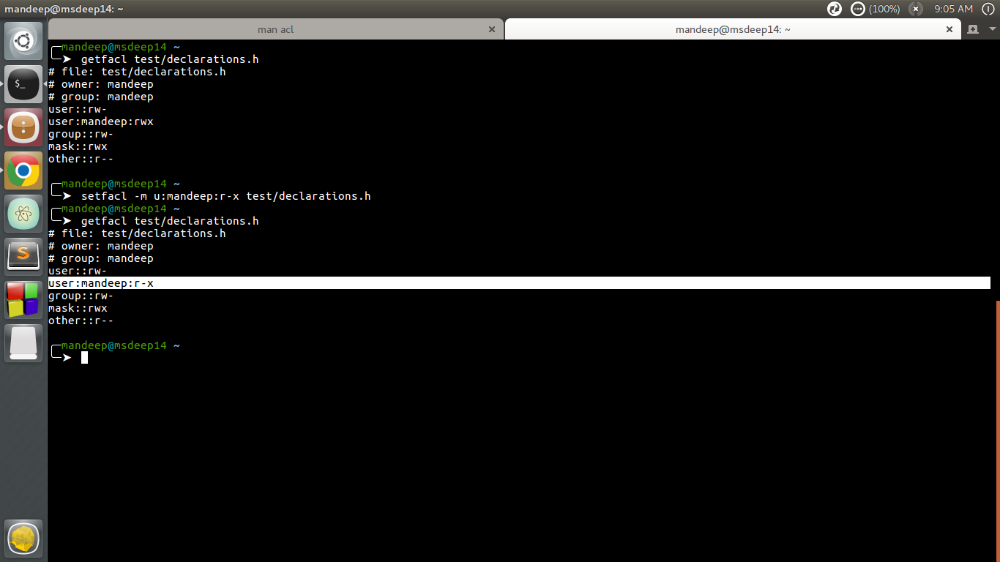 mandeep@msdeep14: ~
(100%)
9:05 AM
man acl
mandeep@msdeep14: ~
mandeep@msdeep14 ~
➤ getfacl test/declarations.h
# file: test/declarations.h
# owner: mandeep
# group: mandeep
user::rw-
user:mandeep:rwx
group::rw-
mask::rwx
other::r--
mandeep@msdeep14 ~
➤ setfacl -m u:mandeep:r-x test/declarations.h
mandeep@msdeep14 ~
➤ getfacl test/declarations.h
# file: test/declarations.h
# owner: mandeep
# group: mandeep
user::rw-
user:mandeep:r-x
group::rw-
mask::rwx
other::r--
mandeep@msdeep14 ~
➤
$_
S